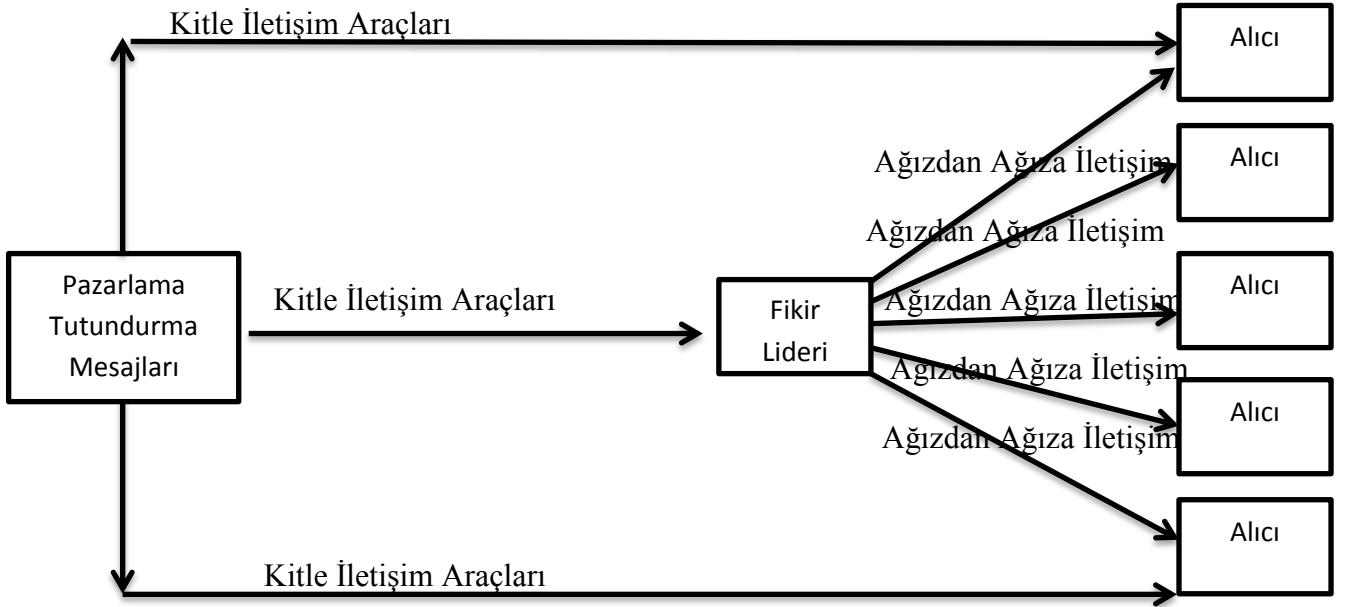 Kitle İletişim Araçları
Alıcı
Ağızdan Ağıza İletişim
Alıcı
Ağızdan Ağıza İletişim
Pazarlama
Tutundurma
Mesajları
Kitle İletişim Araçları
Fikir
Lideri
Ağızdan Ağıza İletişim
Alıcı
Ağızdan Ağıza İletişim
Alıcı
Ağızdan Ağıza İletişim
Alıcı
Kitle İletişim Araçları